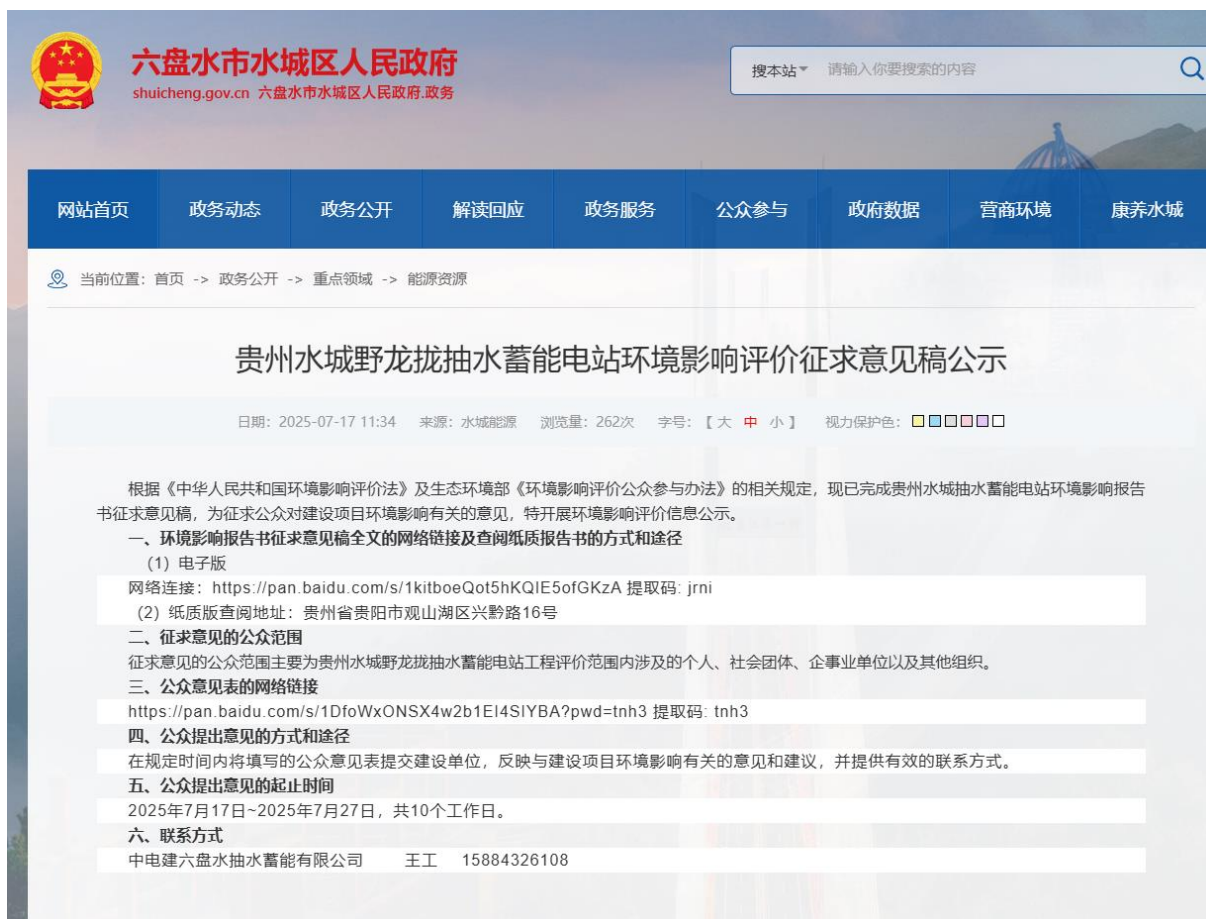 六盘水市水城区人民政府
shuicheng.gov.cn 六盘水市水城区人民政府.政务
搜本站 请输入你要搜索的内容
网站首页 政务动态 政务公开 解读回应 政务服务 公众参与 政府数据 营商环境 康养水城
当前位置：首页 -> 政务公开 -> 重点领域 -> 能源资源
贵州水城野龙拢抽水蓄能电站环境影响评价征求意见稿公示
日期：2025-07-17 11:34 来源：水城能源 浏览量：262次 字号：【 大 中 小 】 视力保护色：
根据《中华人民共和国环境影响评价法》及生态环境部《环境影响评价公众参与办法》的相关规定，现已完成贵州水城抽水蓄能电站环境影响报告
书征求意见稿，为征求公众对建设项目环境影响有关的意见，特开展环境影响评价信息公示。
一、环境影响报告书征求意见稿全文的网络链接及查阅纸质报告书的方式和途径
（1）电子版
网络连接：https://pan.baidu.com/s/1kitboeQot5hKQIE5ofGKzA 提取码: jrni
（2）纸质版查阅地址：贵州省贵阳市观山湖区兴黔路16号
二、征求意见的公众范围
征求意见的公众范围主要为贵州水城野龙拢抽水蓄能电站工程评价范围内涉及的个人、社会团体、企事业单位以及其他组织。
三、公众意见表的网络链接
https://pan.baidu.com/s/1DfoWxONSX4w2b1EI4SIYBA?pwd=tnh3 提取码: tnh3
四、公众提出意见的方式和途径
在规定时间内将填写的公众意见表提交建设单位，反映与建设项目环境影响有关的意见和建议，并提供有效的联系方式。
五、公众提出意见的起止时间
2025年7月17日~2025年7月27日，共10个工作日。
六、联系方式
中电建六盘水抽水蓄能有限公司 王工 15884326108